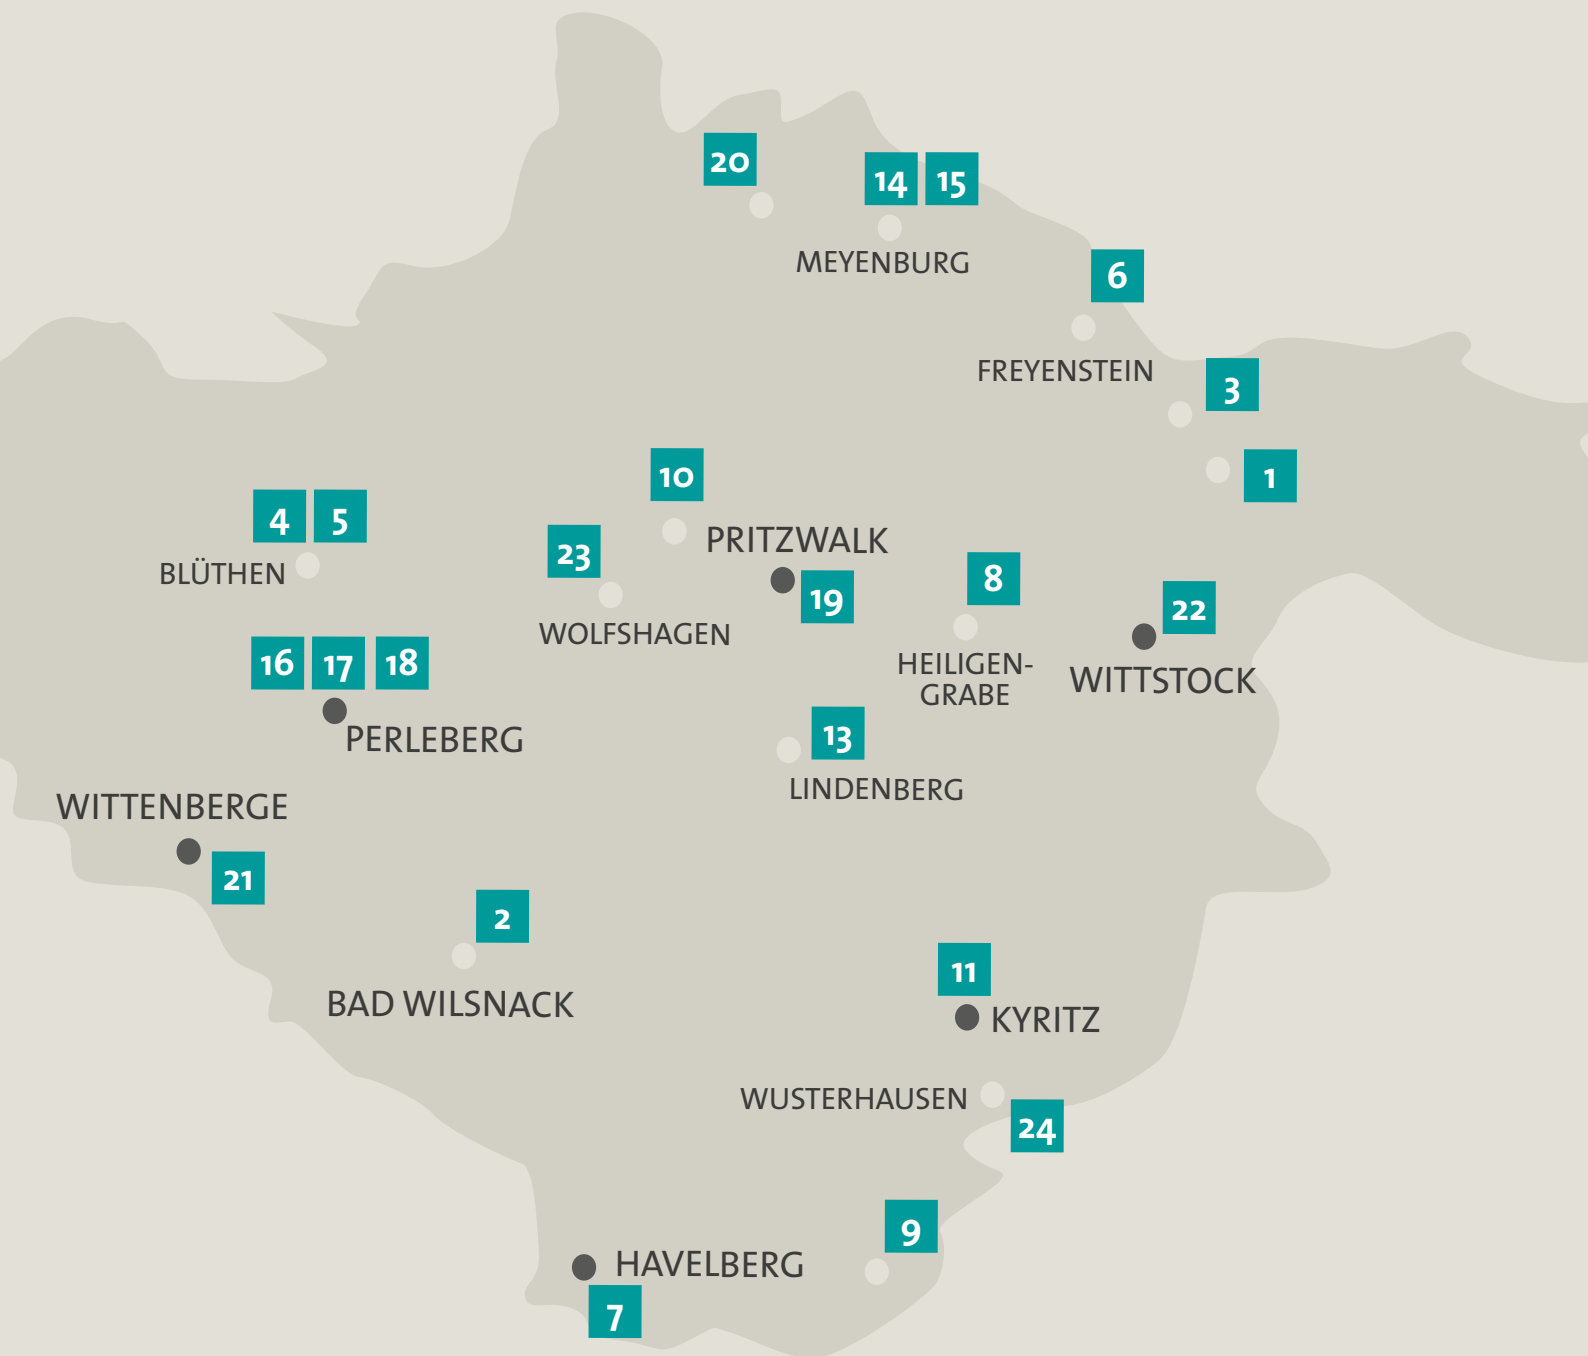 20
14 15
MEYENBURG
6
FREYENSTEIN
3
1
10
4 5
BLÜTHEN
23
WOLFSHAGEN
PRITZWALK
19
8
HEILIGEN-
GRABE
22
WITTSTOCK
16 17 18
PERLEBERG
13
LINDENBERG
WITTENBERGE
21
2
BAD WILSNACK
11
KYRITZ
WUSTERHAUSEN
24
9
HAVELBERG
7